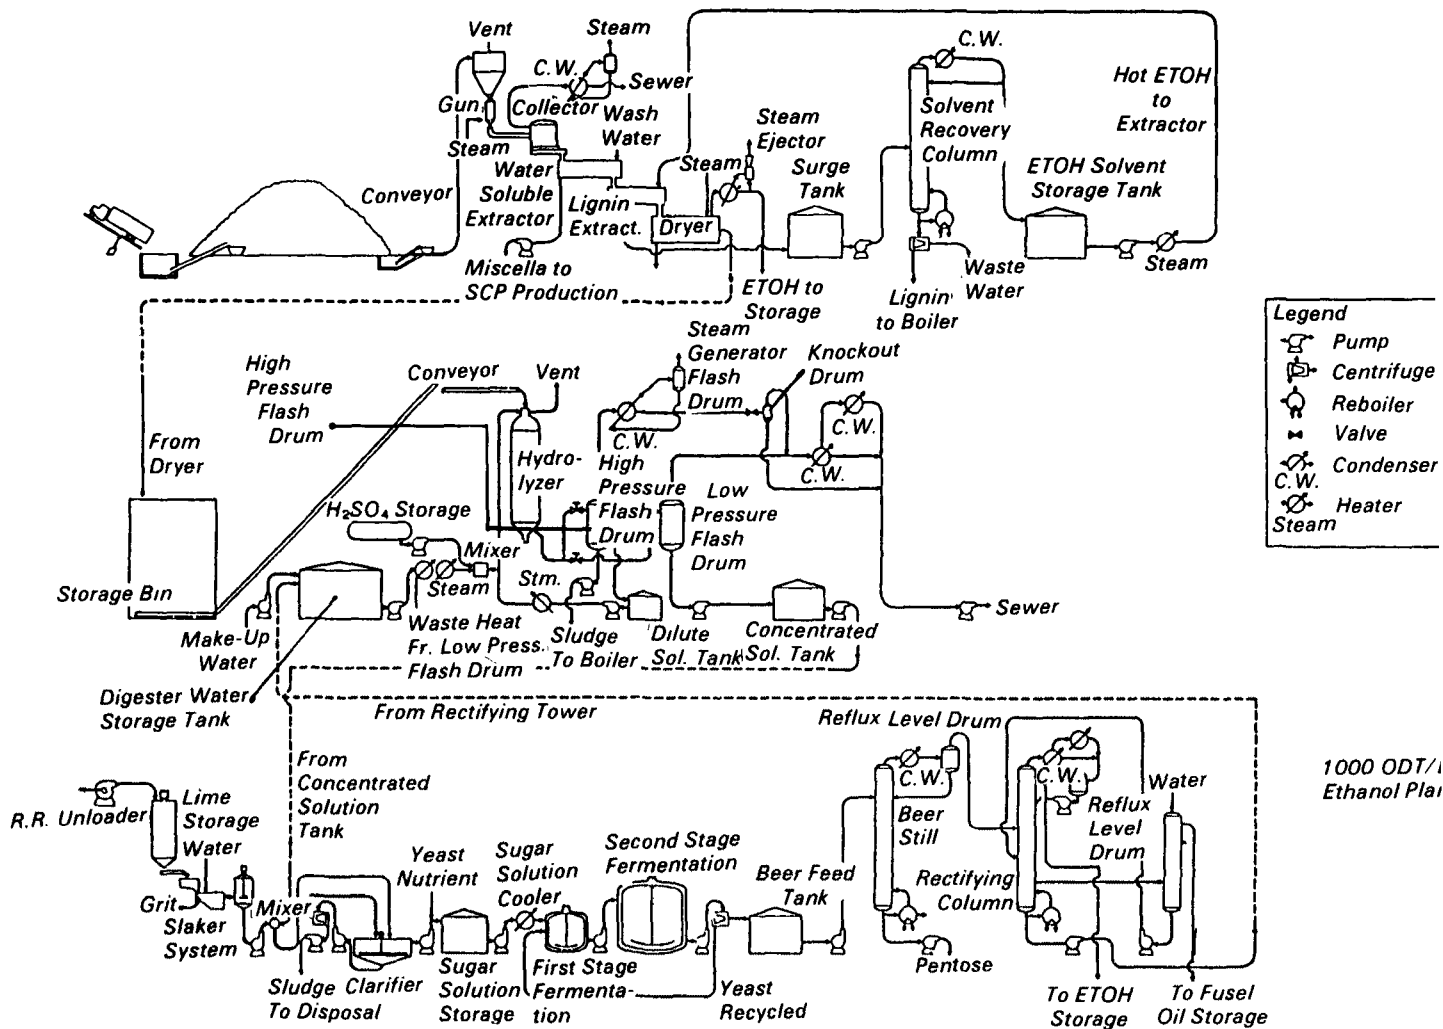 Vent
Steam
C.W.
Sewer
Gun
Collector
Wash
Water
Steam
Water
Soluble
Extractor
Conveyor
Lignin
Extract.
Steam
Dryer
Steam
Ejector
Surge
Tank
C.W.
Solvent
Recovery
Column
Hot ETOH
to
Extractor
ETOH Solvent
Storage Tank
Steam
Miscella to
SCP Production
ETOH to
Storage
Waste
Water
Lignin
to Boiler
Legend
Pump
Centrifuge
Reboiler
Valve
Condenser
C.W.
Heater
Steam
High
Pressure
Flash
Drum
Conveyor
Vent
Steam
Generator
Flash
Drum
Knockout
Drum
C.W.
C.W.
C.W.
From
Dryer
Hydro-
lyzer
High
Pressure
Flash
Drum
Low
Pressure
Flash
Drum
H₂SO₄ Storage
Mixer
Steam
Stm.
Storage Bin
Make-Up
Water
Waste Heat
Fr. Low Press.
Flash Drum
Sludge
To Boiler
Dilute
Sol. Tank
Concentrated
Sol. Tank
Sewer
Digester Water
Storage Tank
From Rectifying Tower
From
Concentrated
Solution
Tank
R.R. Unloader
Lime
Storage
Water
Grit
Slaker
System
Mixer
Sludge
To Disposal
Clarifier
Yeast
Nutrient
Sugar
Solution
Storage
Sugar
Solution
Cooler
First Stage
Fermenta-
tion
Second Stage
Fermentation
Yeast
Recycled
Beer Feed
Tank
Reflux Level Drum
C.W.
Beer
Still
Pentose
C.W.
Reflux
Level
Drum
Rectifying
Column
Water
To ETOH
Storage
To Fusel
Oil Storage
1000 ODT/
Ethanol